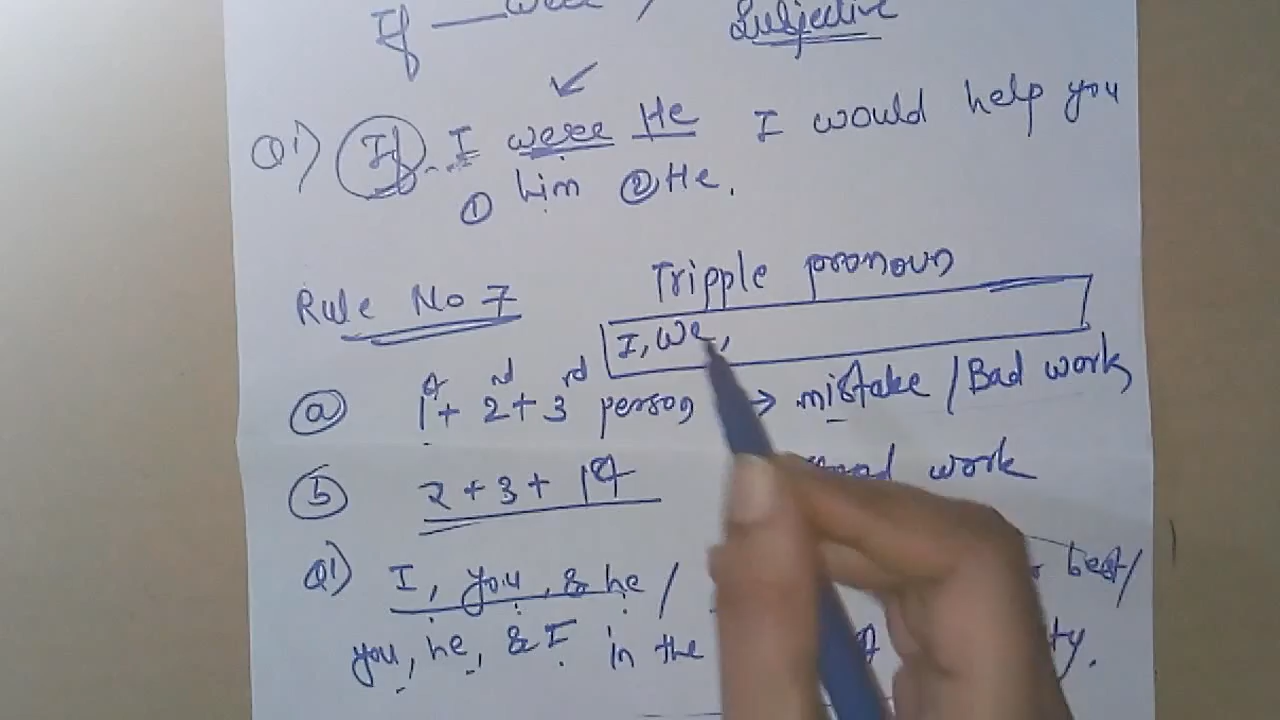 If — were /
Subjective
Q1) If I were He I would help you
① him ② He.
Rule No 7 Tripple pronoun
I, we,
ⓐ 1st + 2nd + 3rd person → mistake / Bad work
ⓑ 2 + 3 + 1st work
Q1) I, you, & he / best/
you, he, & I in the